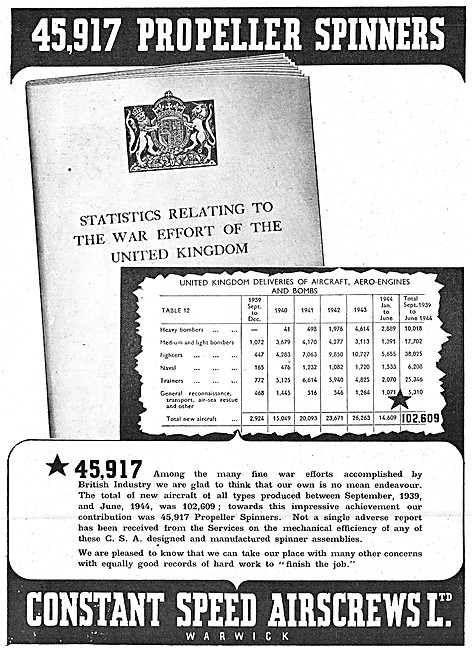 45,917 PROPELLER SPINNERS
STATISTICS RELATING TO
THE WAR EFFORT OF THE
UNITED KINGDOM
UNITED KINGDOM DELIVERIES OF AIRCRAFT, AERO-ENGINES
AND BOMBS
TABLE 12 1939 Sept. to Dec. 1940 1941 1942 1943 1944 Jan. to June Total Sept. 1939 to June 1944
Heavy bombers ... ... — 41 498 1,976 4,614 2,889 10,018
Medium and light bombers 1,072 3,679 4,170 4,277 3,113 1,391 17,702
Fighters ... ... ... 447 4,283 7,063 9,850 10,727 5,655 38,025
Naval ... ... ... 165 476 1,232 1,082 1,720 1,533 6,208
Trainers ... ... ... 772 5,125 6,614 5,940 4,825 2,070 25,346
General reconnaissance,
transport, air-sea rescue
and other 468 1,445 516 546 1,264 1,071 5,310
Total new aircraft ... 2,924 15,049 20,093 23,671 26,263 14,609 102,609
45,917 Among the many fine war efforts accomplished by
British Industry we are glad to think that our own is no mean endeavour.
The total of new aircraft of all types produced between September, 1939,
and June, 1944, was 102,609; towards this impressive achievement our
contribution was 45,917 Propeller Spinners. Not a single adverse report
has been received from the Services on the mechanical efficiency of any of
these C. S. A. designed and manufactured spinner assemblies.
We are pleased to know that we can take our place with many other concerns
with equally good records of hard work to "finish the job."
CONSTANT SPEED AIRSCREWS LTD
WARWICK